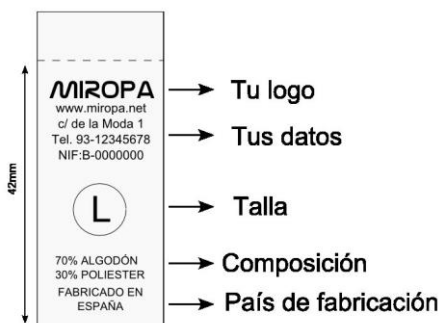 MIROPA
www.miropa.net
c/ de la Moda 1
Tel. 93-12345678
NIF:B-0000000
L
70% ALGODÓN
30% POLIESTER
FABRICADO EN
ESPAÑA
42mm
Tu logo
Tus datos
Talla
Composición
País de fabricación